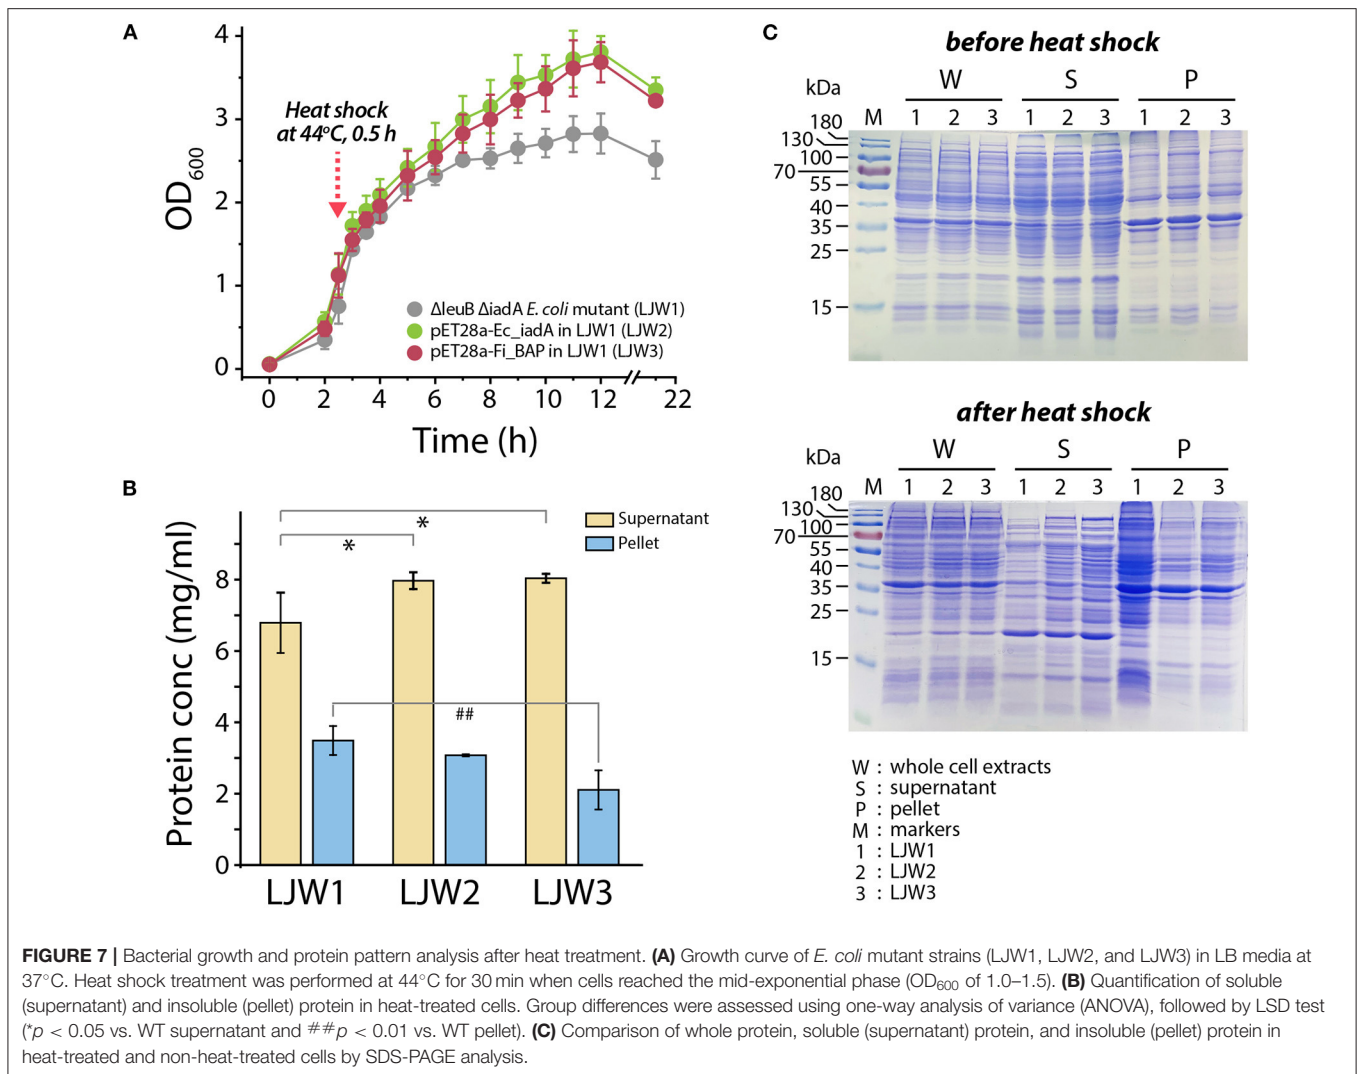 A
4
3
2
1
0
OD600
Heat shock
at 44°C, 0.5 h
ΔleuB ΔiadA E. coli mutant (LJW1)
pET28a-Ec_iadA in LJW1 (LJW2)
pET28a-Fi_BAP in LJW1 (LJW3)
0 2 4 6 8 10 12 22
Time (h)
B
Protein conc (mg/ml)
8
6
4
2
0
*
*
##
Supernatant
Pellet
LJW1 LJW2 LJW3
C
before heat shock
W S P
kDa
M 1 2 3 1 2 3 1 2 3
180
130
100
70
55
40
35
25
15
after heat shock
W S P
kDa
M 1 2 3 1 2 3 1 2 3
180
130
100
70
55
40
35
25
15
W : whole cell extracts
S : supernatant
P : pellet
M : markers
1 : LJW1
2 : LJW2
3 : LJW3
FIGURE 7 | Bacterial growth and protein pattern analysis after heat treatment. (A) Growth curve of E. coli mutant strains (LJW1, LJW2, and LJW3) in LB media at
37°C. Heat shock treatment was performed at 44°C for 30 min when cells reached the mid-exponential phase (OD600 of 1.0–1.5). (B) Quantification of soluble
(supernatant) and insoluble (pellet) protein in heat-treated cells. Group differences were assessed using one-way analysis of variance (ANOVA), followed by LSD test
(*p < 0.05 vs. WT supernatant and ##p < 0.01 vs. WT pellet). (C) Comparison of whole protein, soluble (supernatant) protein, and insoluble (pellet) protein in
heat-treated and non-heat-treated cells by SDS-PAGE analysis.